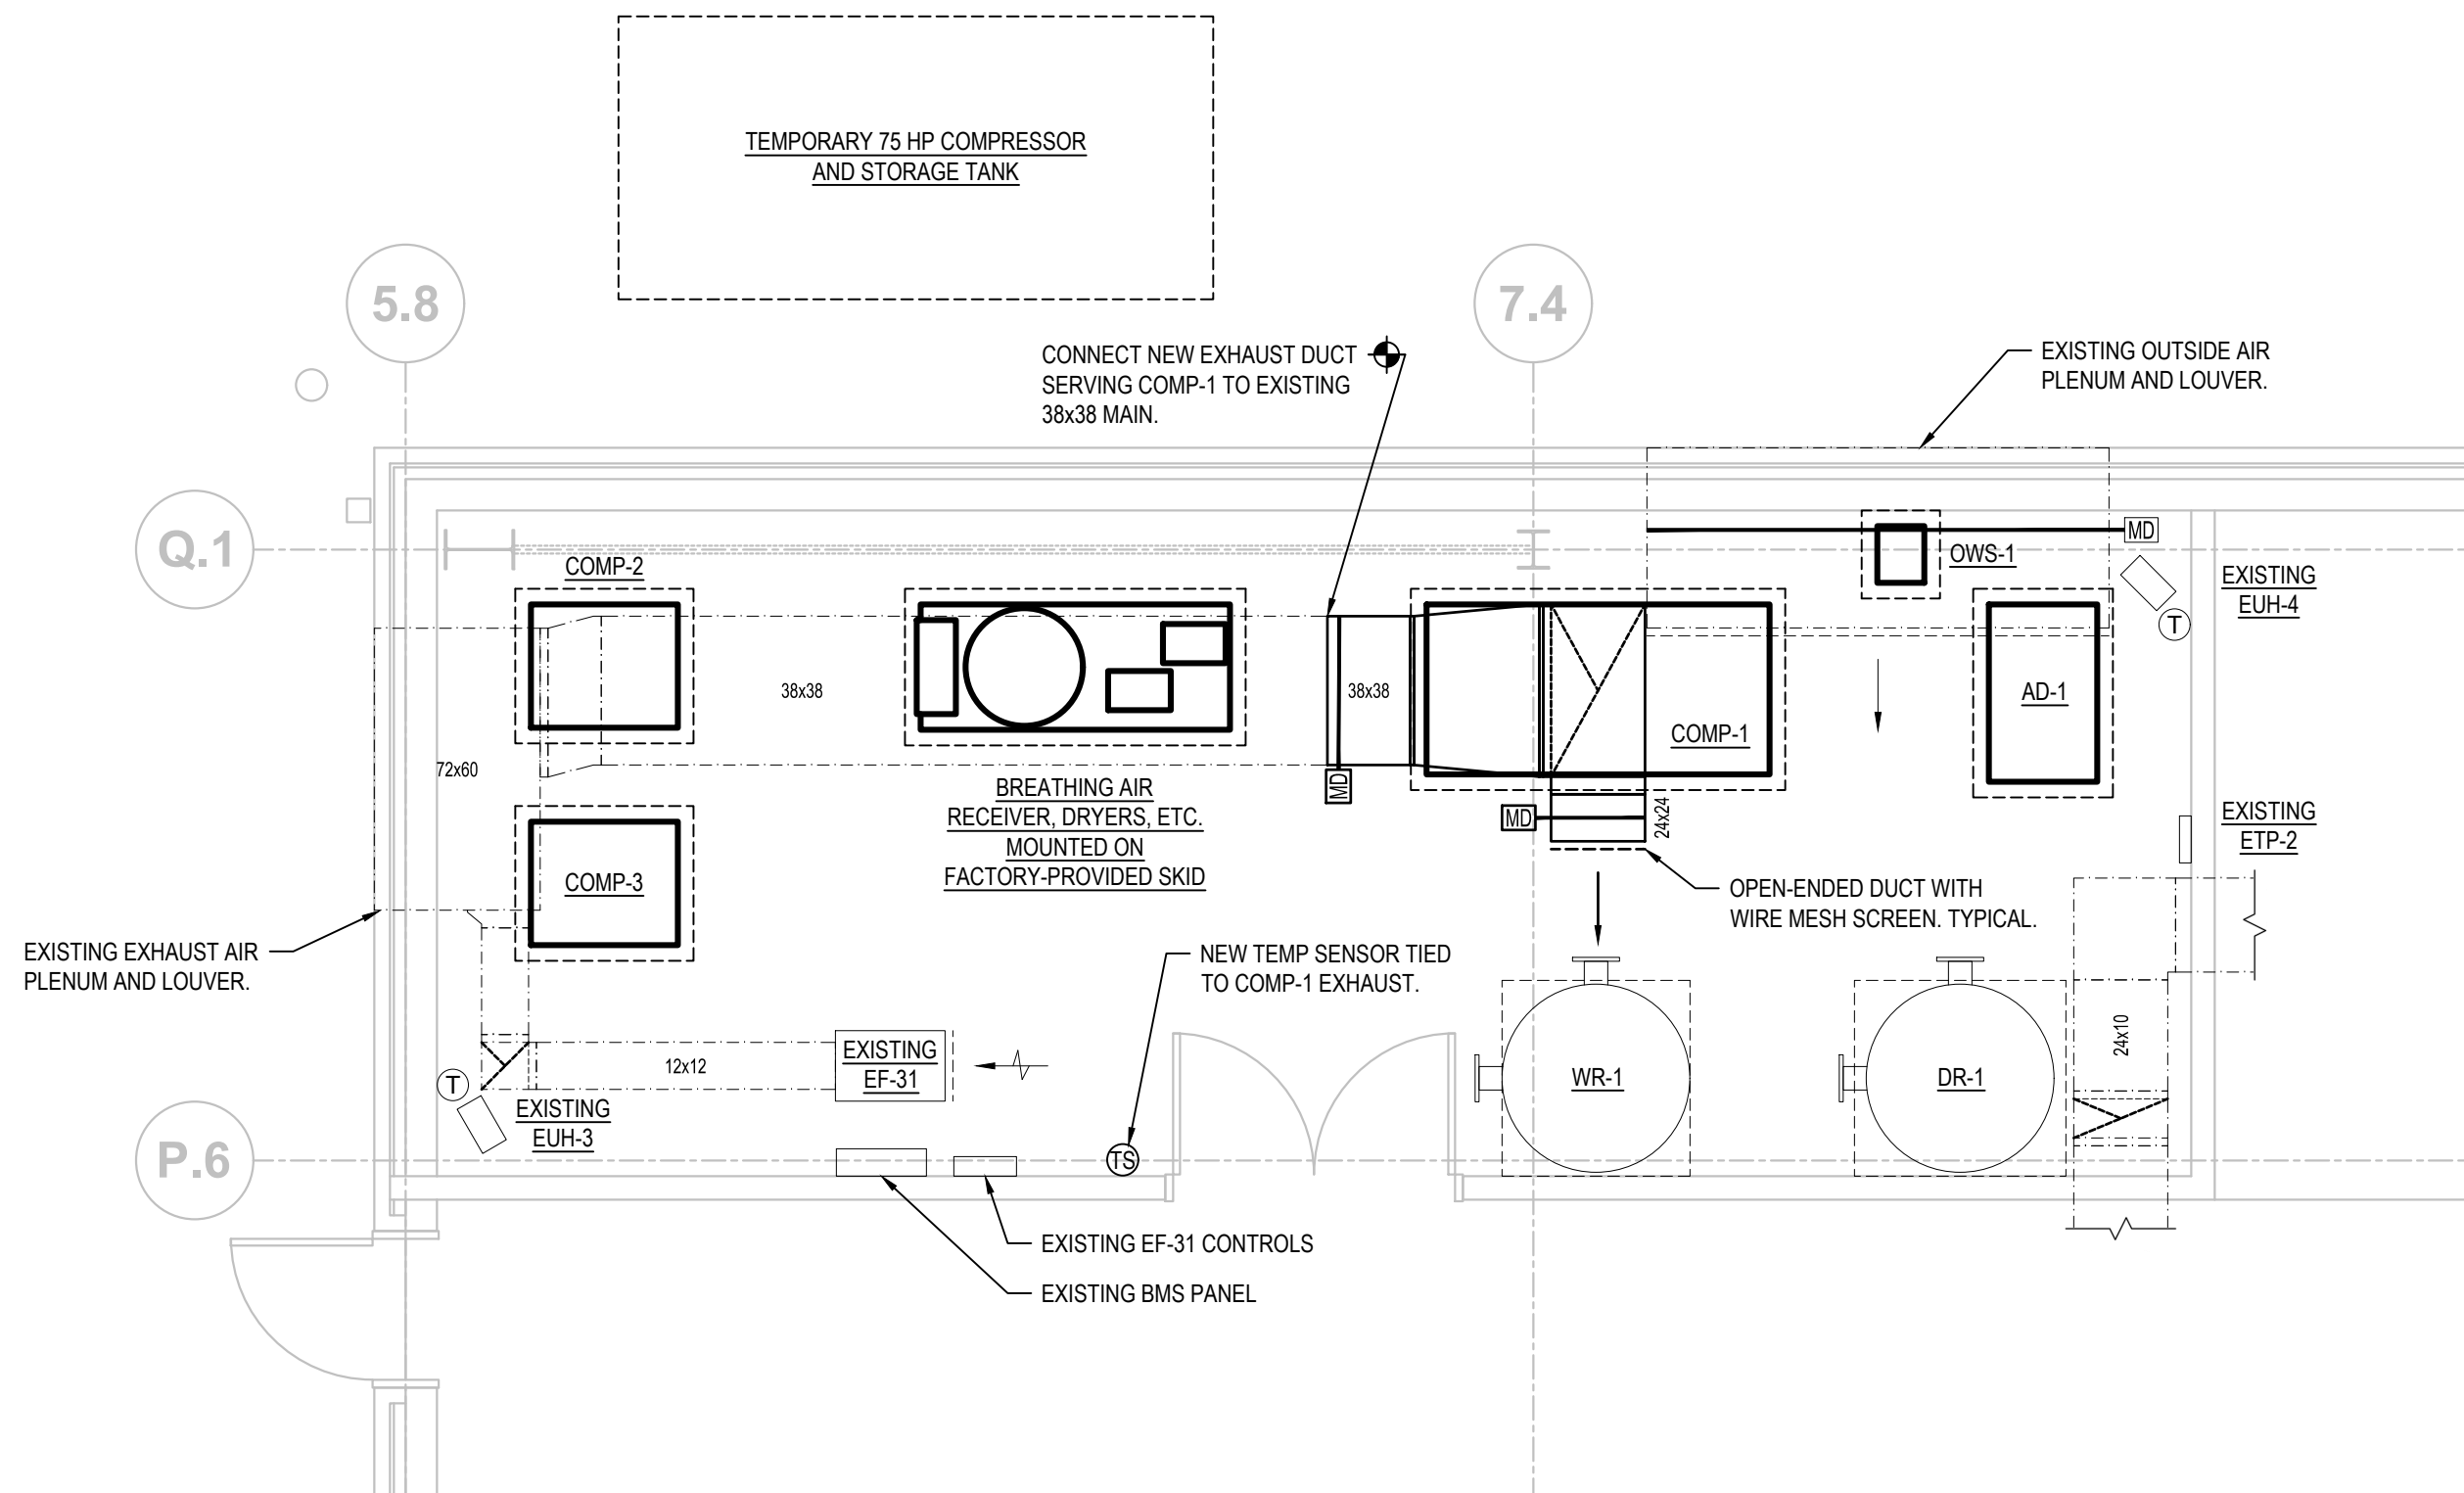 TEMPORARY 75 HP COMPRESSOR
AND STORAGE TANK
5.8
7.4
CONNECT NEW EXHAUST DUCT
SERVING COMP-1 TO EXISTING
38x38 MAIN.
EXISTING OUTSIDE AIR
PLENUM AND LOUVER.
Q.1
MD
OWS-1
COMP-2
EXISTING
EUH-4
T
38x38
38x38
AD-1
COMP-1
72x60
MD
BREATHING AIR
RECEIVER, DRYERS, ETC.
MOUNTED ON
FACTORY-PROVIDED SKID
MD
24x24
EXISTING
ETP-2
COMP-3
OPEN-ENDED DUCT WITH
WIRE MESH SCREEN. TYPICAL.
EXISTING EXHAUST AIR
PLENUM AND LOUVER.
NEW TEMP SENSOR TIED
TO COMP-1 EXHAUST.
24x10
EXISTING
EF-31
12x12
WR-1
DR-1
T
EXISTING
EUH-3
P.6
TS
EXISTING EF-31 CONTROLS
EXISTING BMS PANEL